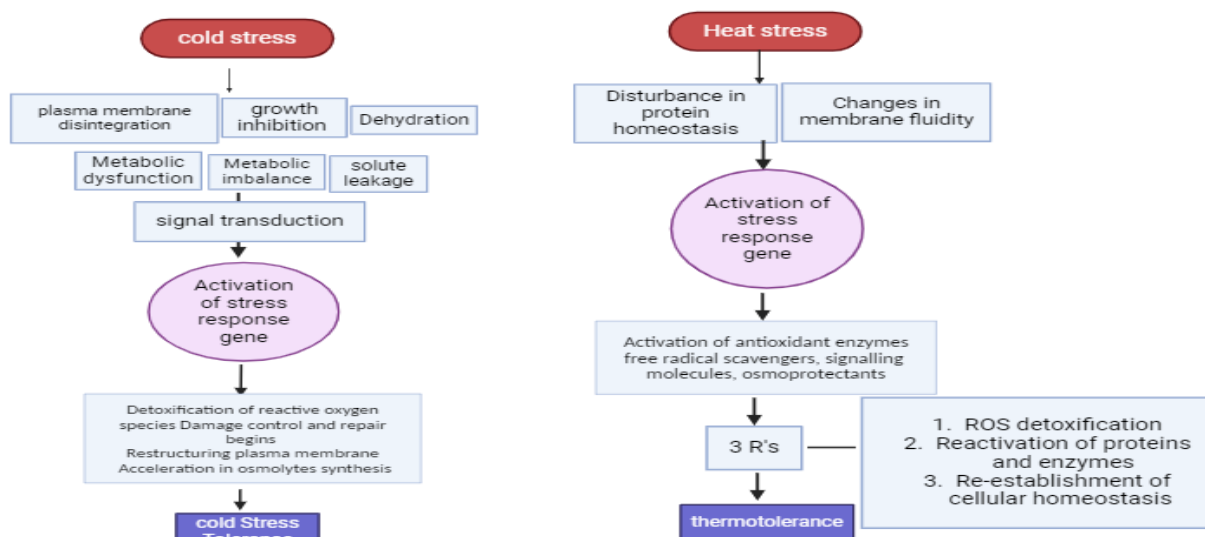 cold stress
plasma membrane
disintegration
growth
inhibition
Dehydration
Metabolic
dysfunction
Metabolic
imbalance
solute
leakage
signal transduction
Activation
of stress
response
gene
Detoxification of reactive oxygen
species Damage control and repair
begins
Restructuring plasma membrane
Acceleration in osmolytes synthesis
cold Stress
Tolerance
Heat stress
Disturbance in
protein
homeostasis
Changes in
membrane fluidity
Activation of
stress
response
gene
Activation of antioxidant enzymes
free radical scavengers, signalling
molecules, osmoprotectants
3 R's
1. ROS detoxification
2. Reactivation of proteins
and enzymes
3. Re-establishment of
cellular homeostasis
thermotolerance